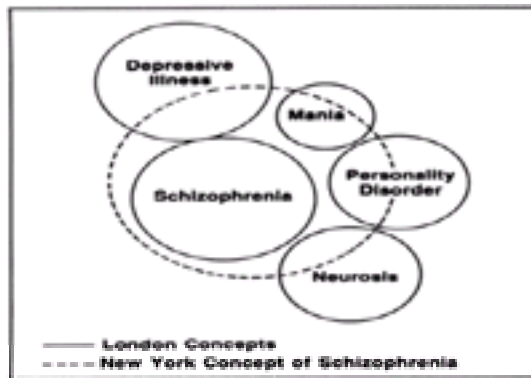 Depressive
Illness
Mania
Personality
Disorder
Schizophrenia
Neurosis
London Concepts
New York Concept of Schizophrenia